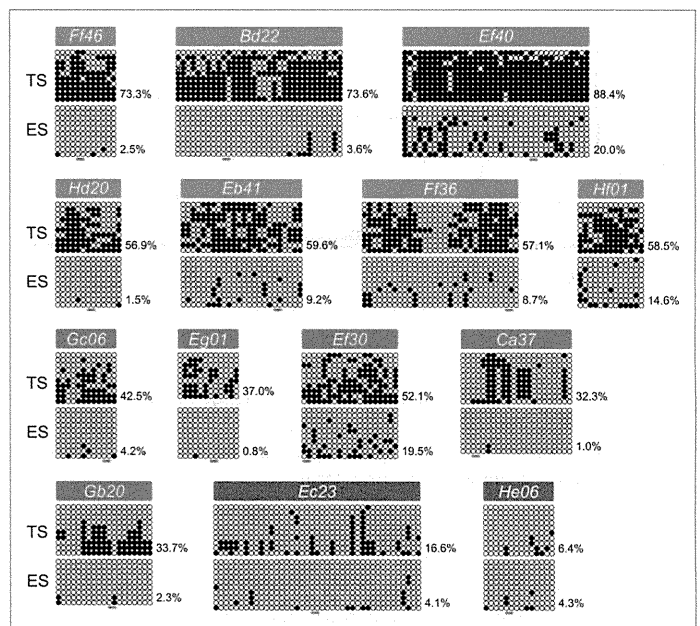 Ff46 Bd22 Ef40
TS 73.3% 73.6% 88.4%
ES 2.5% 3.6% 20.0%
Hd20 Eb41 Ff36 Hf01
TS 56.9% 59.6% 57.1% 58.5%
ES 1.5% 9.2% 8.7% 14.6%
Gc06 Eg01 Ef30 Ca37
TS 42.5% 37.0% 52.1% 32.3%
ES 4.2% 0.8% 19.5% 1.0%
Gb20 Ec23 He06
TS 33.7% 16.6% 6.4%
ES 2.3% 4.1% 4.3%